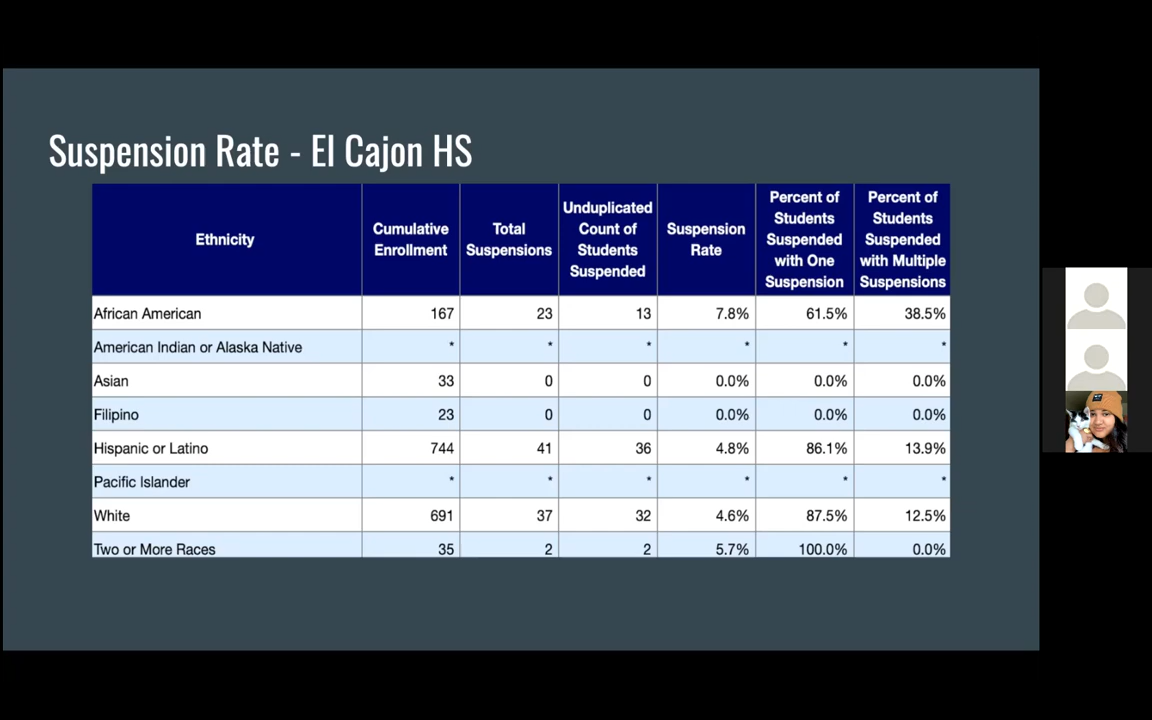 Suspension Rate - El Cajon HS
Ethnicity Cumulative Enrollment Total Suspensions Unduplicated Count of Students Suspended Suspension Rate Percent of Students Suspended with One Suspension Percent of Students Suspended with Multiple Suspensions
African American 167 23 13 7.8% 61.5% 38.5%
American Indian or Alaska Native * * * * * *
Asian 33 0 0 0.0% 0.0% 0.0%
Filipino 23 0 0 0.0% 0.0% 0.0%
Hispanic or Latino 744 41 36 4.8% 86.1% 13.9%
Pacific Islander * * * * * *
White 691 37 32 4.6% 87.5% 12.5%
Two or More Races 35 2 2 5.7% 100.0% 0.0%